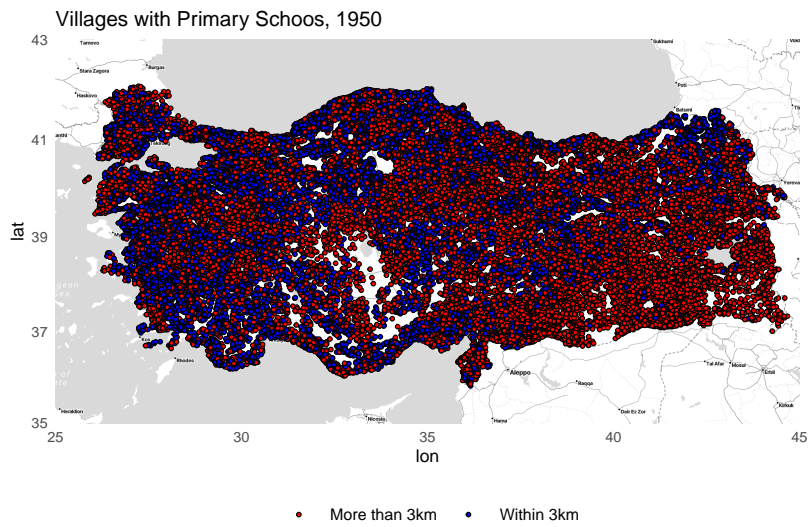 Villages with Primary Schoos, 1950
43
41
39
37
35
lat
Tarnovo
Burgas
Stara Zagora
Haskovo
Sukhumi
Poti
Batumi
Rhodes
Heraklion
Nicosia
Aleppo
Raqqa
Hama
Deir Ez Zor
Tal Afar
Mosul
Erbil
Kirkuk
Kos
25
30
35
40
45
lon
More than 3km
Within 3km